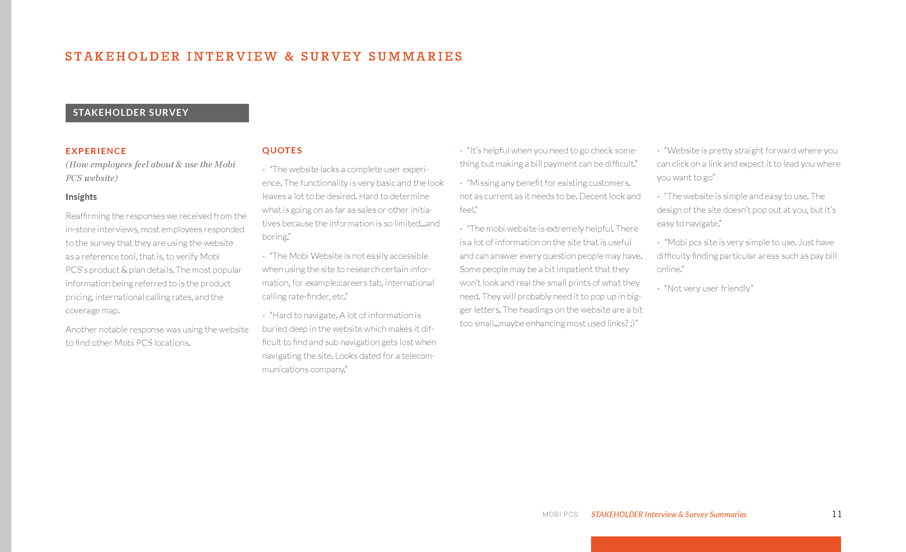 STAKEHOLDER INTERVIEW & SURVEY SUMMARIES
STAKEHOLDER SURVEY
EXPERIENCE
(How employees feel about & use the Mobi
PCS website)
Insights
Reaffirming the responses we received from the
in-store interviews, most employees responded
to the survey that they are using the website
as a reference tool, that is, to verify Mobi
PCS's product & plan details. The most popular
information being referred to is the product
pricing, international calling rates, and the
coverage map.
Another notable response was using the website
to find other Mobi PCS locations.
QUOTES
• "The website lacks a complete user experi-
ence. The functionality is very basic and the look
leaves a lot to be desired. Hard to determine
what is going on as far as sales or other initia-
tives because the information is so limited...and
boring."
• "The Mobi Website is not easily accessible
when using the site to research certain infor-
mation, for example:careers tab, international
calling rate-finder, etc."
• "Hard to navigate. A lot of information is
buried deep in the website which makes it dif-
ficult to find and sub navigation gets lost when
navigating the site. Looks dated for a telecom-
munications company."
• "It's helpful when you need to go check some-
thing but making a bill payment can be difficult."
• "Missing any benefit for existing customers,
not as current as it needs to be. Decent look and
feel."
• "The mobi website is extremely helpful. There
is a lot of information on the site that is useful
and can answer every question people may have.
Some people may be a bit impatient that they
won't look and real the small prints of what they
need. They will probably need it to pop up in big-
ger letters. The headings on the website are a bit
too small...maybe enhancing most used links? :)"
• "Website is pretty straight forward where you
can click on a link and expect it to lead you where
you want to go"
• "The website is simple and easy to use. The
design of the site doesn't pop out at you, but it's
easy to navigate."
• "Mobi pcs site is very simple to use. Just have
difficulty finding particular areas such as pay bill
online."
• "Not very user friendly"
MOBI PCS STAKEHOLDER Interview & Survey Summaries 11